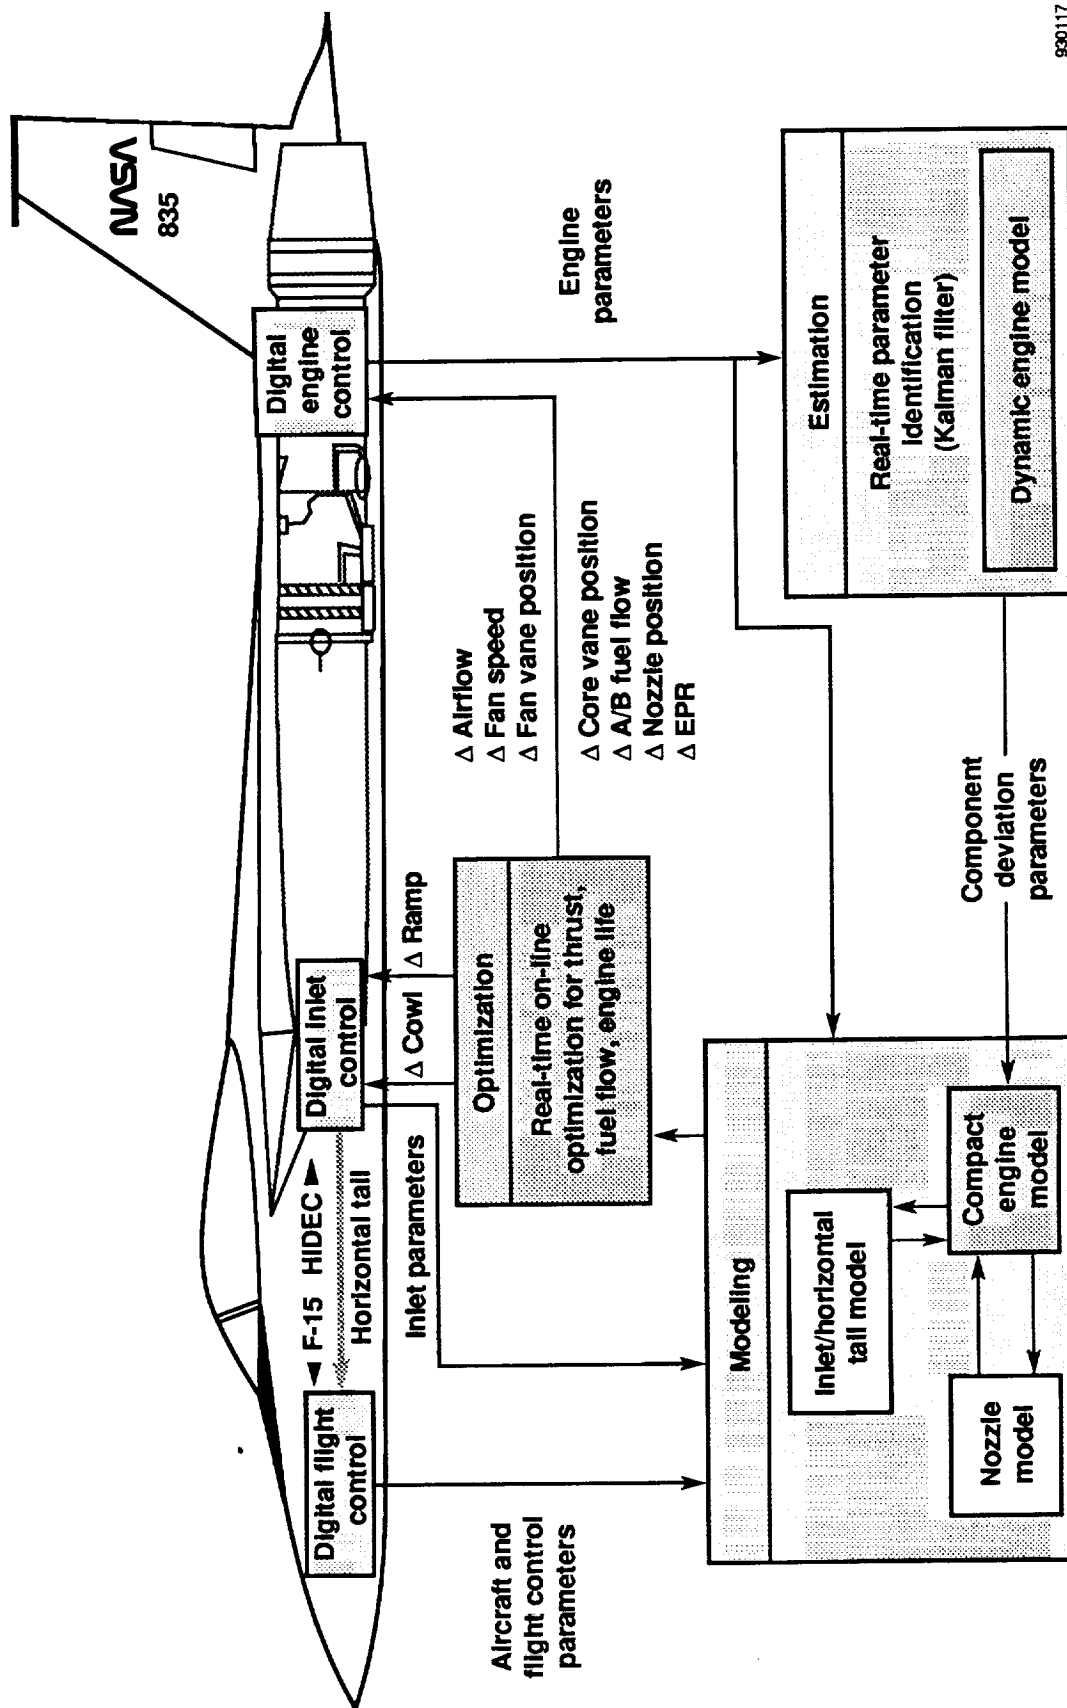 NASA
835
Digital flight
control
◄ F-15 HIDEC ►
Horizontal tail
Digital inlet
control
Digital
engine
control
Aircraft and
flight control
parameters
Inlet parameters
Δ Cowl
Δ Ramp
Δ Airflow
Δ Fan speed
Δ Fan vane position
Δ Core vane position
Δ A/B fuel flow
Δ Nozzle position
Δ EPR
Engine
parameters
Optimization
Real-time on-line
optimization for thrust,
fuel flow, engine life
Modeling
Inlet/horizontal
tail model
Nozzle
model
Compact
engine
model
Component
deviation
parameters
Estimation
Real-time parameter
identification
(Kalman filter)
Dynamic engine model
930117